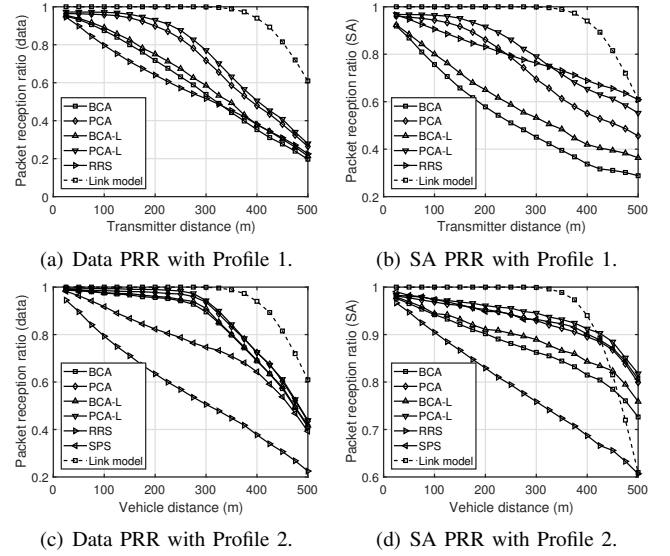 1
0.8
0.6
0.4
0.2
0
Packet reception ratio (data)
BCA
PCA
BCA-L
PCA-L
RRS
Link model
0 100 200 300 400 500
Transmitter distance (m)
(a) Data PRR with Profile 1.
1
0.8
0.6
0.4
0.2
Packet reception ratio (SA)
BCA
PCA
BCA-L
PCA-L
RRS
Link model
0 100 200 300 400 500
Transmitter distance (m)
(b) SA PRR with Profile 1.
1
0.8
0.6
0.4
0.2
Packet reception ratio (data)
BCA
PCA
BCA-L
PCA-L
RRS
SPS
Link model
0 100 200 300 400 500
Vehicle distance (m)
(c) Data PRR with Profile 2.
1
0.9
0.8
0.7
0.6
Packet reception ratio (SA)
BCA
PCA
BCA-L
PCA-L
RRS
SPS
Link model
0 100 200 300 400 500
Vehicle distance (m)
(d) SA PRR with Profile 2.